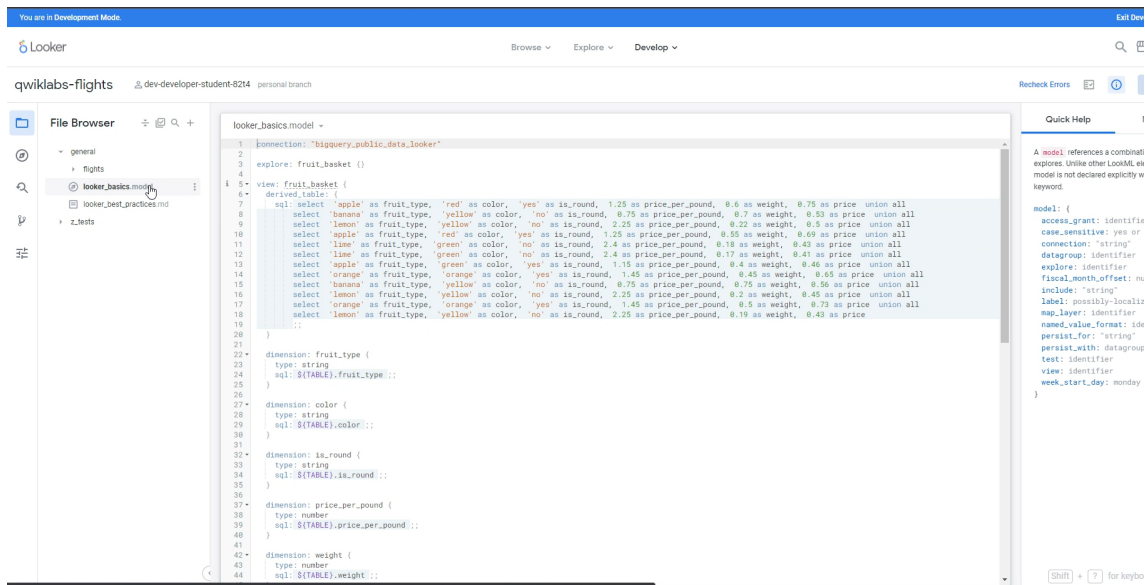 You are in Development Mode.
Exit Dev
Looker
Browse
Explore
Develop
qwiklabs-flights
dev-developer-student-82t4
personal branch
Recheck Errors
File Browser
general
flights
looker_basics.model
looker_best_practices.md
z_tests
looker_basics.model
1 connection: "bigquery_public_data_looker"
2
3 explore: fruit_basket {}
4
5 view: fruit_basket {
6 derived_table: {
7 sql: select 'apple' as fruit_type, 'red' as color, 'yes' as is_round, 1.25 as price_per_pound, 0.6 as weight, 0.75 as price union all
8 select 'banana' as fruit_type, 'yellow' as color, 'no' as is_round, 0.75 as price_per_pound, 0.7 as weight, 0.53 as price union all
9 select 'lemon' as fruit_type, 'yellow' as color, 'no' as is_round, 2.25 as price_per_pound, 0.22 as weight, 0.5 as price union all
10 select 'apple' as fruit_type, 'red' as color, 'yes' as is_round, 1.25 as price_per_pound, 0.55 as weight, 0.69 as price union all
11 select 'lime' as fruit_type, 'green' as color, 'no' as is_round, 2.4 as price_per_pound, 0.18 as weight, 0.43 as price union all
12 select 'lime' as fruit_type, 'green' as color, 'no' as is_round, 2.4 as price_per_pound, 0.17 as weight, 0.41 as price union all
13 select 'apple' as fruit_type, 'green' as color, 'yes' as is_round, 1.15 as price_per_pound, 0.4 as weight, 0.46 as price union all
14 select 'orange' as fruit_type, 'orange' as color, 'yes' as is_round, 1.45 as price_per_pound, 0.45 as weight, 0.65 as price union all
15 select 'banana' as fruit_type, 'yellow' as color, 'no' as is_round, 0.75 as price_per_pound, 0.75 as weight, 0.56 as price union all
16 select 'lemon' as fruit_type, 'yellow' as color, 'no' as is_round, 2.25 as price_per_pound, 0.2 as weight, 0.45 as price union all
17 select 'orange' as fruit_type, 'orange' as color, 'yes' as is_round, 1.45 as price_per_pound, 0.5 as weight, 0.73 as price union all
18 select 'lemon' as fruit_type, 'yellow' as color, 'no' as is_round, 2.25 as price_per_pound, 0.19 as weight, 0.43 as price
19 ;;
20 }
21
22 dimension: fruit_type {
23 type: string
24 sql: ${TABLE}.fruit_type ;;
25 }
26
27 dimension: color {
28 type: string
29 sql: ${TABLE}.color ;;
30 }
31
32 dimension: is_round {
33 type: string
34 sql: ${TABLE}.is_round ;;
35 }
36
37 dimension: price_per_pound {
38 type: number
39 sql: ${TABLE}.price_per_pound ;;
40 }
41
42 dimension: weight {
43 type: number
44 sql: ${TABLE}.weight ;;
Quick Help
A model references a combinati
explores. Unlike other LookML ele
model is not declared explicitly w
keyword.
model: {
access_grant: identifie
case_sensitive: yes or
connection: "string"
datagroup: identifier
explore: identifier
fiscal_month_offset: nu
include: "string"
label: possibly-localiz
map_layer: identifier
named_value_format: ide
persist_for: "string"
persist_with: datagroup
test: identifier
view: identifier
week_start_day: monday
}
Shift + ? for keybo